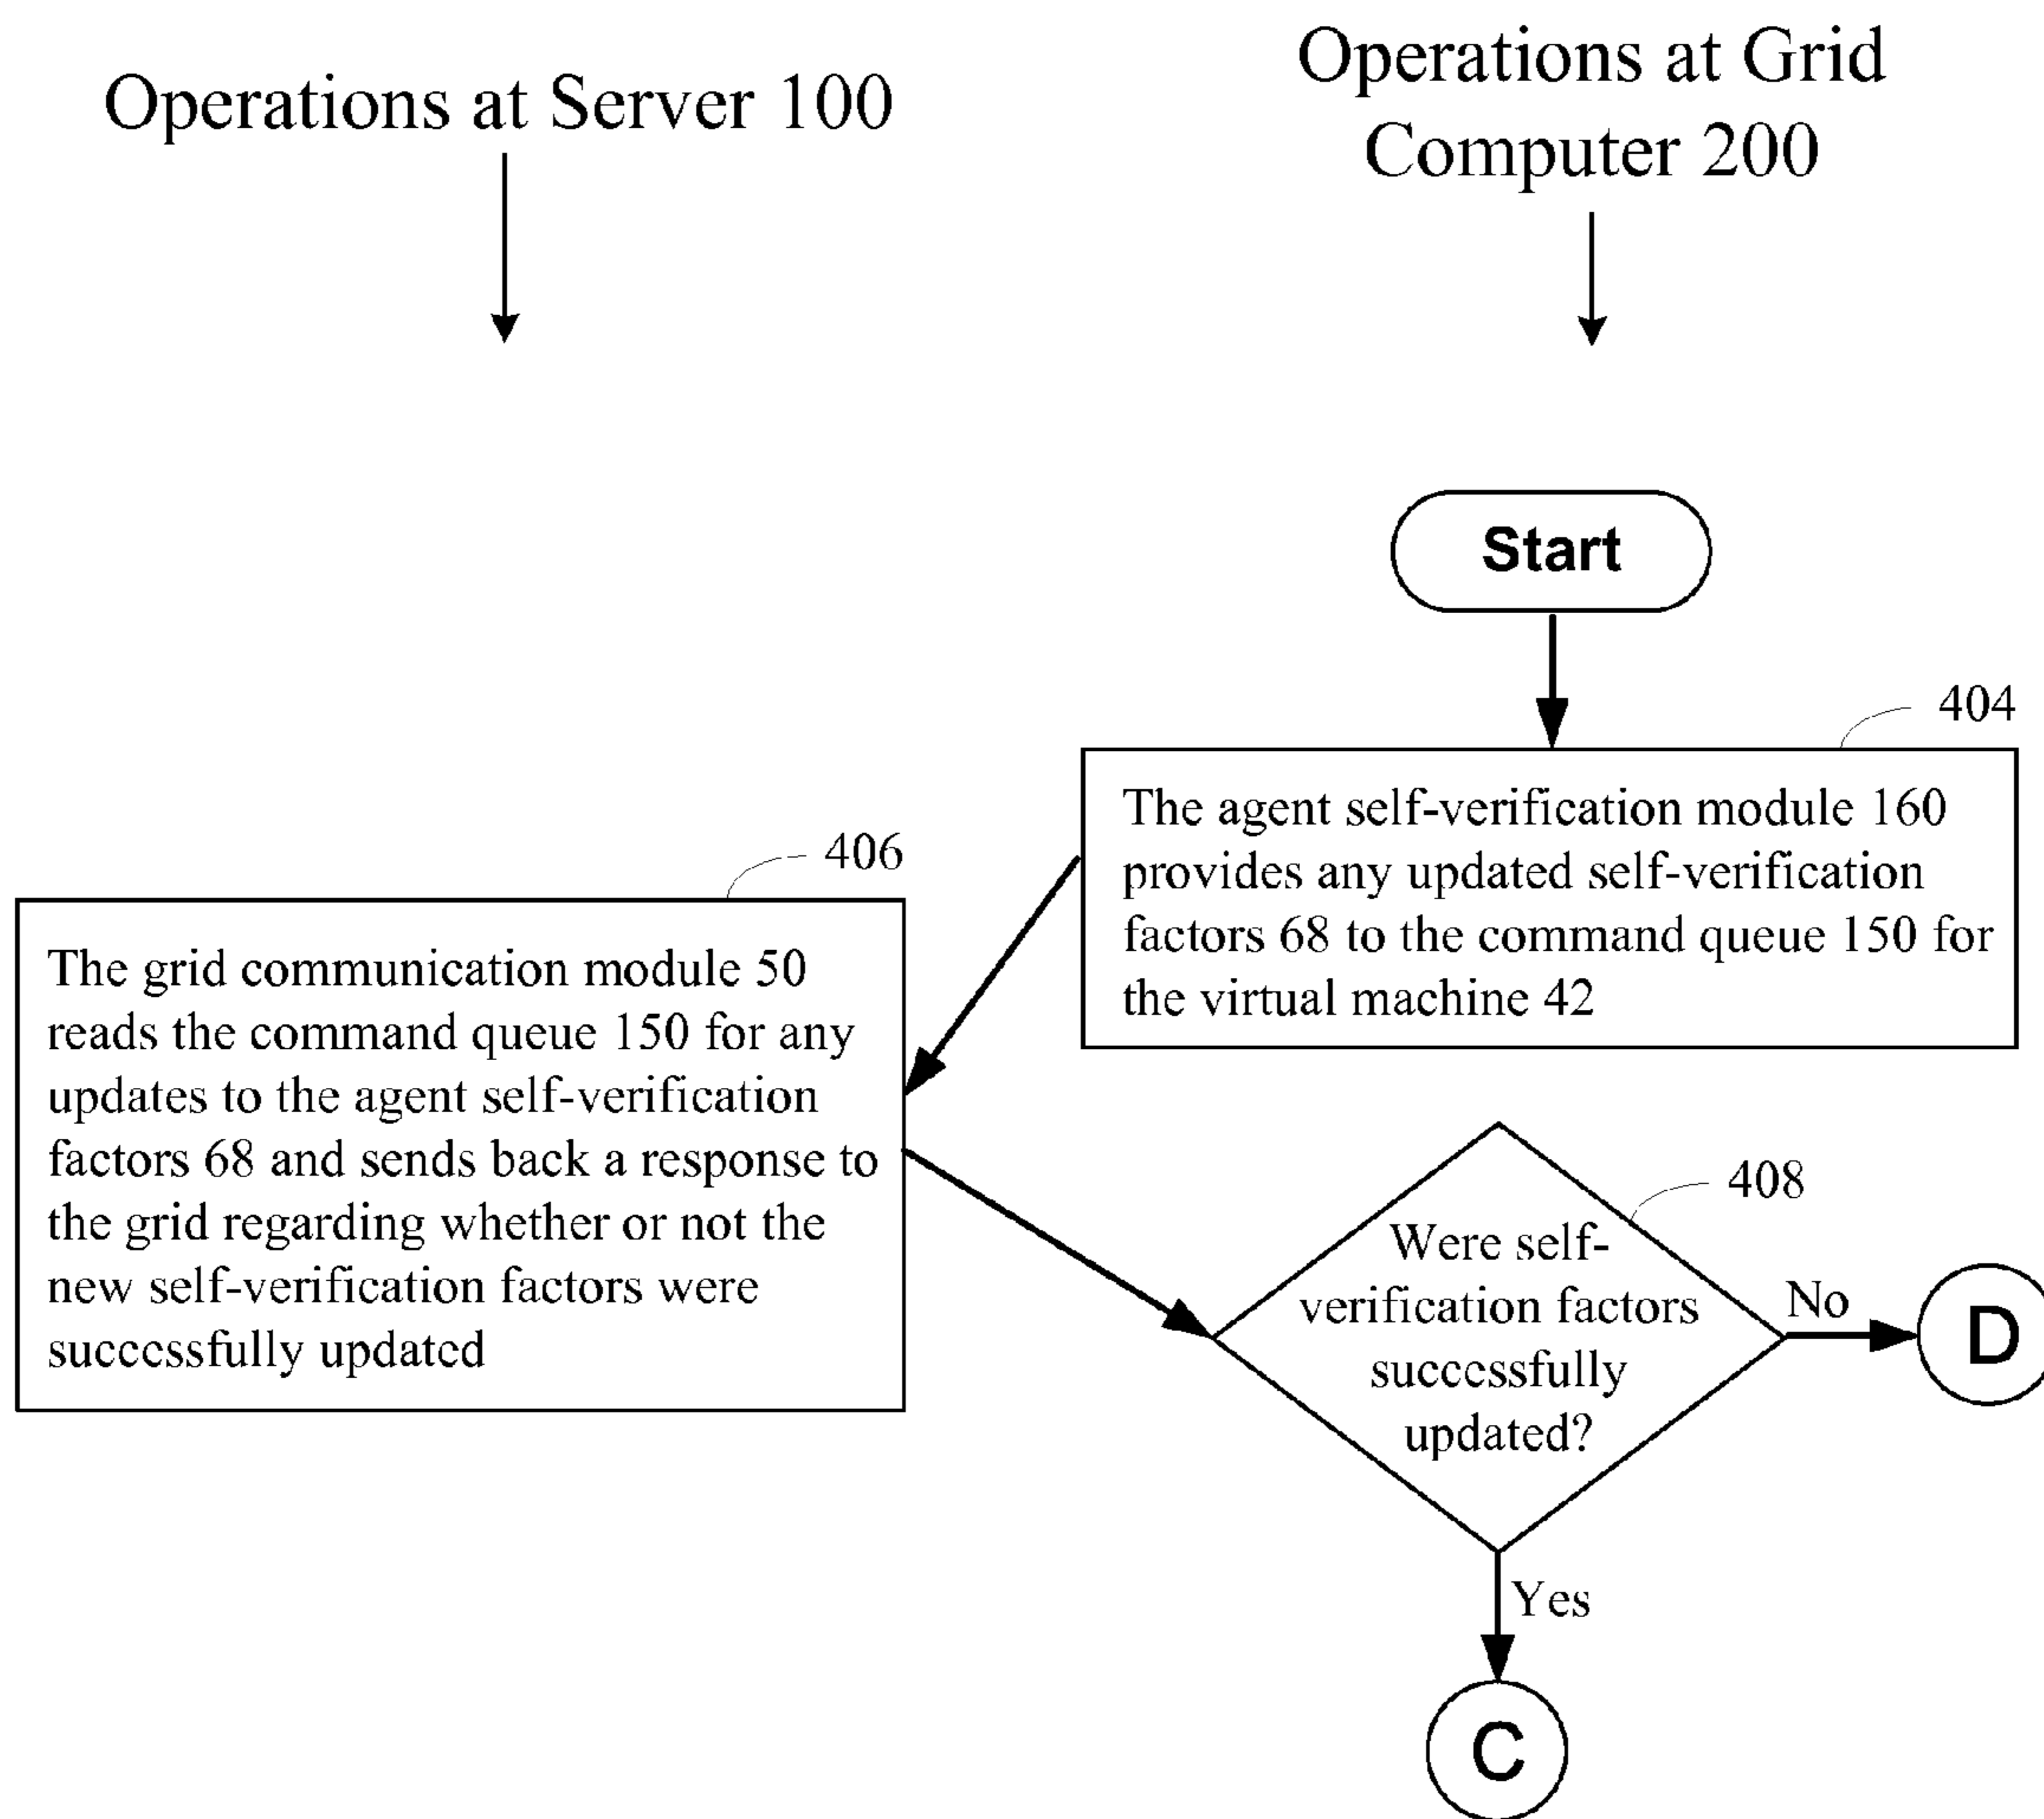 Operations at Server 100
Operations at Grid
Computer 200
Start
404
The agent self-verification module 160
provides any updated self-verification
factors 68 to the command queue 150 for
the virtual machine 42
406
The grid communication module 50
reads the command queue 150 for any
updates to the agent self-verification
factors 68 and sends back a response to
the grid regarding whether or not the
new self-verification factors were
successfully updated
408
Were self-
verification factors
successfully
updated?
No
D
Yes
C